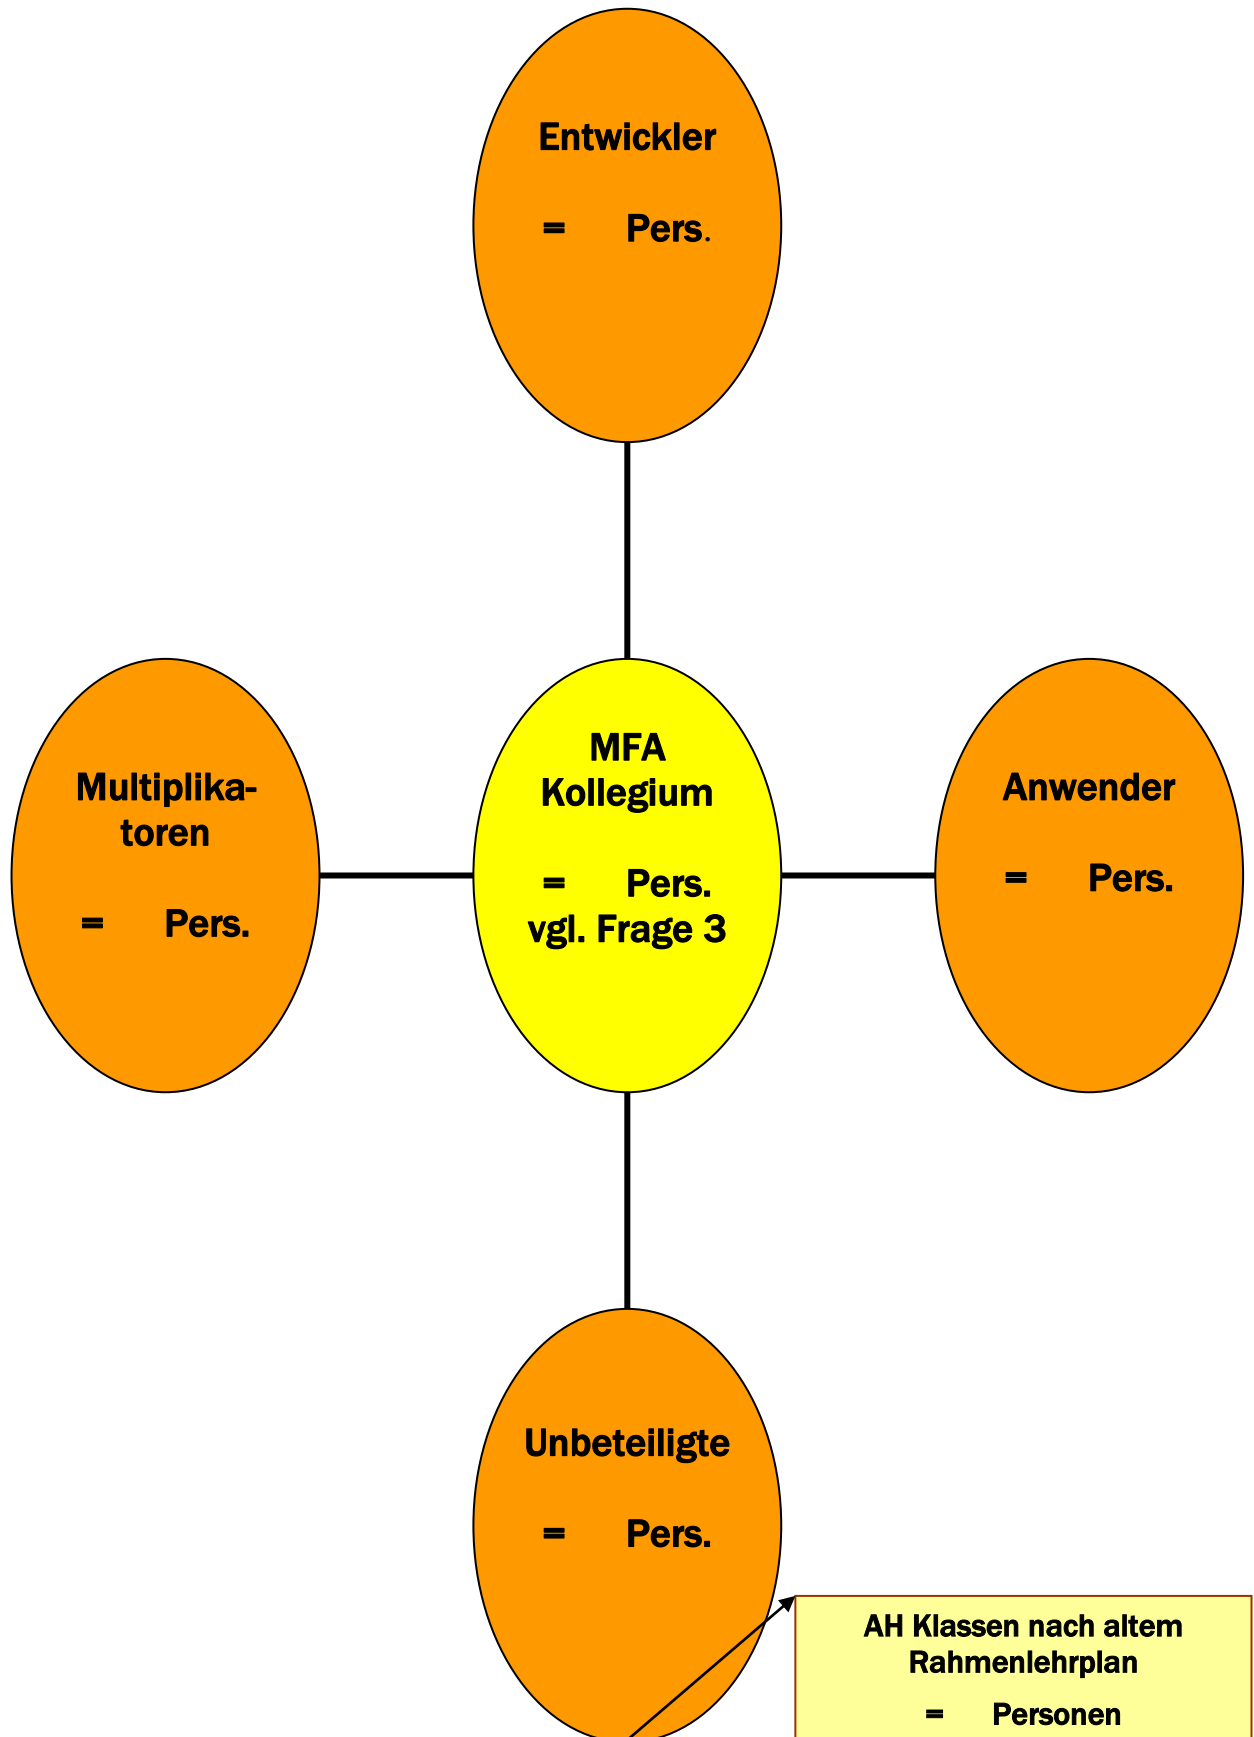 Entwickler
= Pers.
Multiplika-
toren
= Pers.
MFA
Kollegium
= Pers.
vgl. Frage 3
Anwender
= Pers.
Unbeteiligte
= Pers.
AH Klassen nach altem
Rahmenlehrplan
= Personen